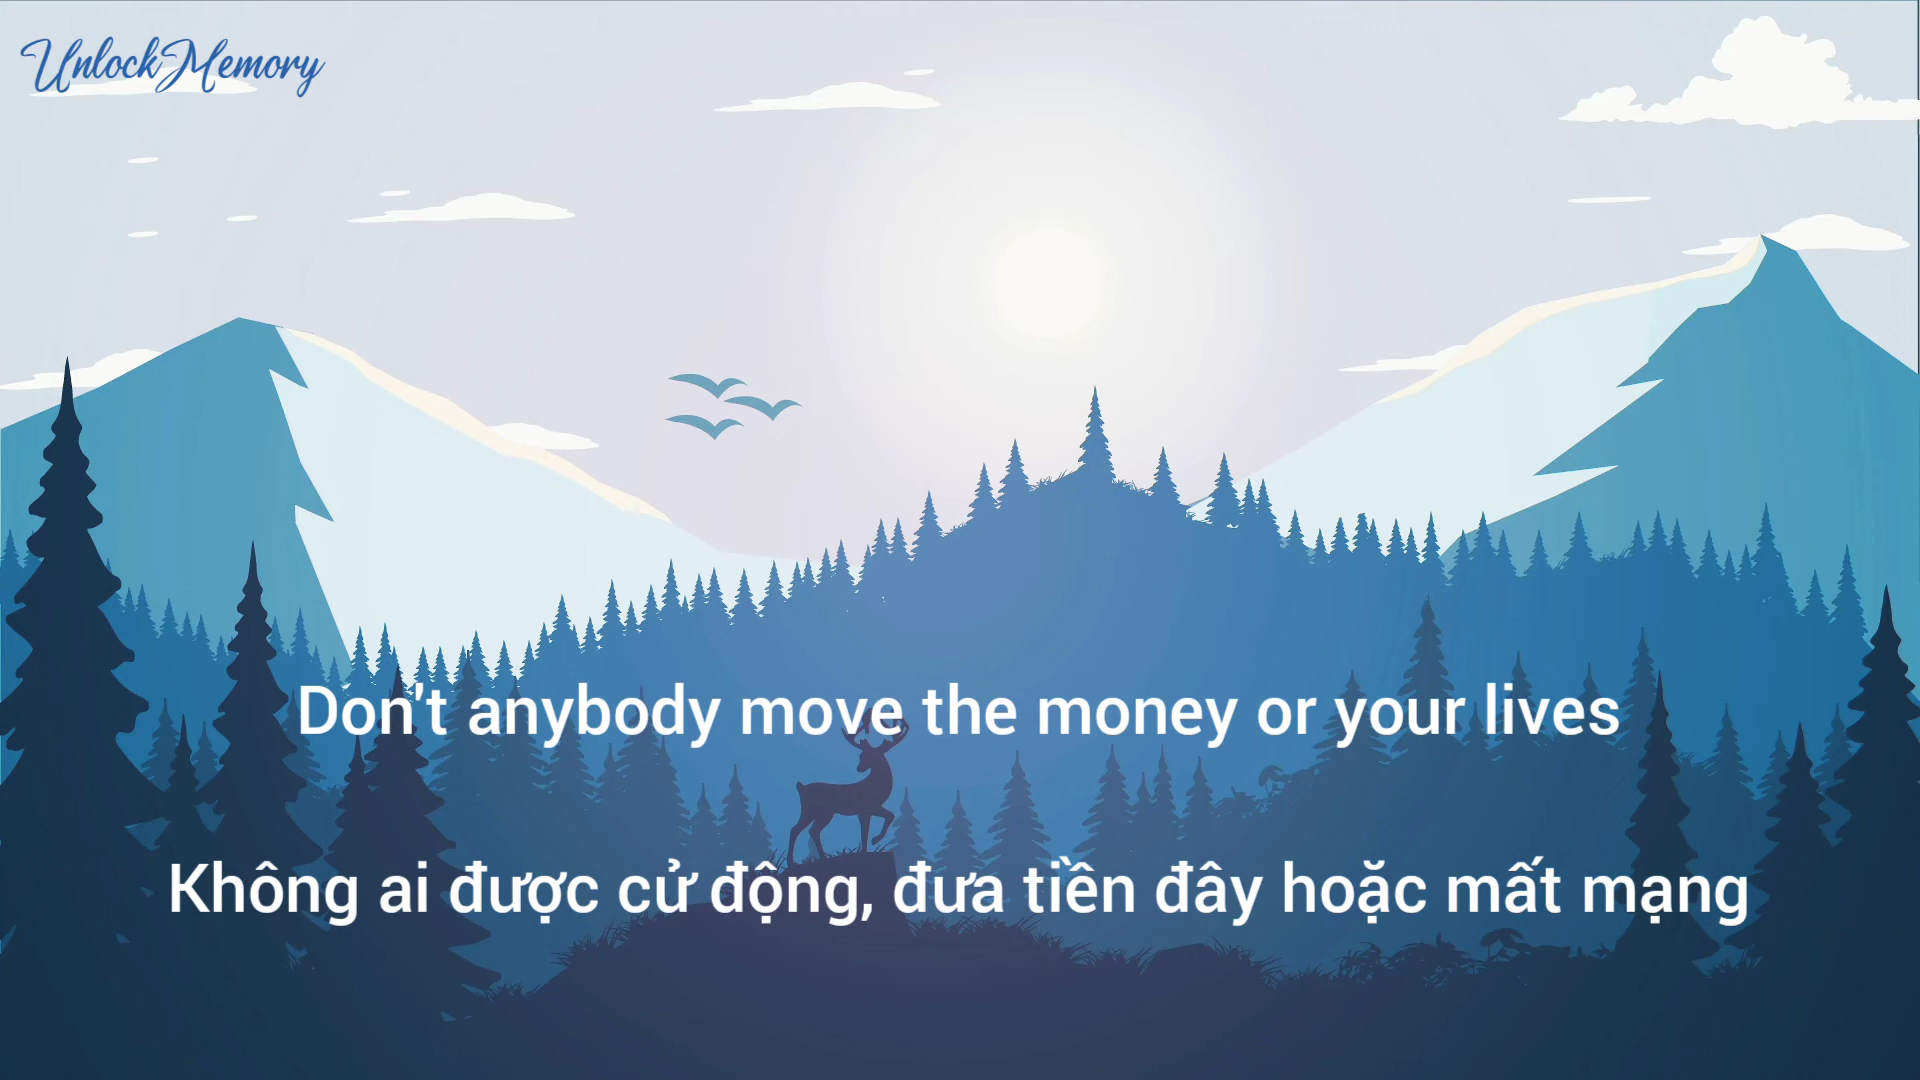 UnlockMemory
Don't anybody move the money or your lives
Không ai được cử động, đưa tiền đây hoặc mất mạng